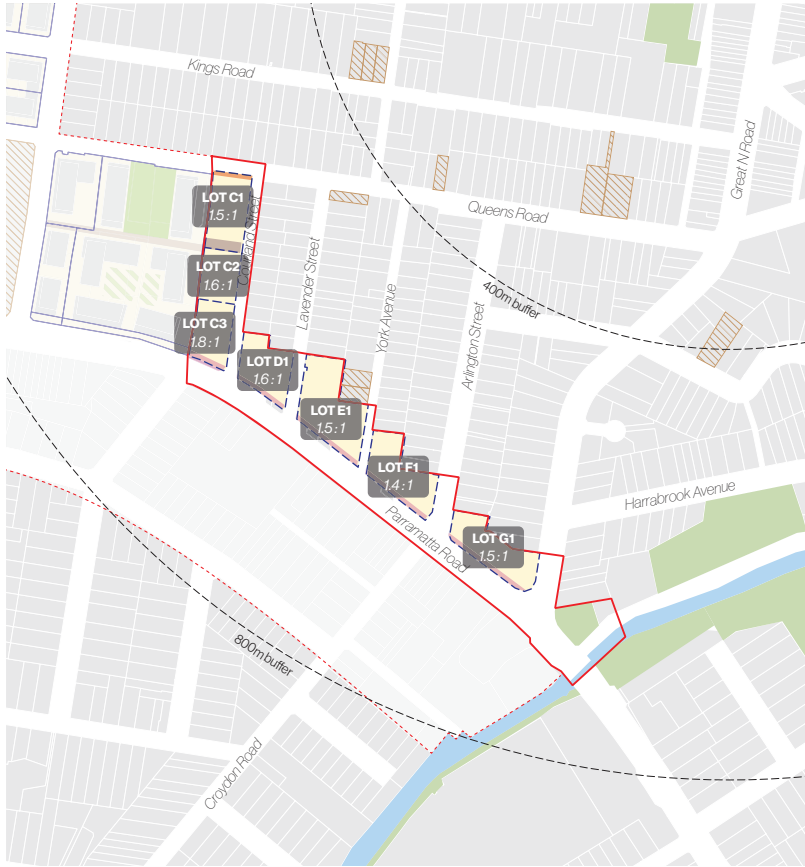 Kings Road
Great N Road
LOT C1
1.5 : 1
Queens Road
Courland Street
LOT C2
1.6 : 1
Lavender Street
400m buffer
York Avenue
Arlington Street
LOT C3
1.8 : 1
LOT D1
1.6 : 1
LOT E1
1.5 : 1
LOT F1
1.4 : 1
Harrabrook Avenue
Parramatta Road
LOT G1
1.5 : 1
800m buffer
Croydon Road